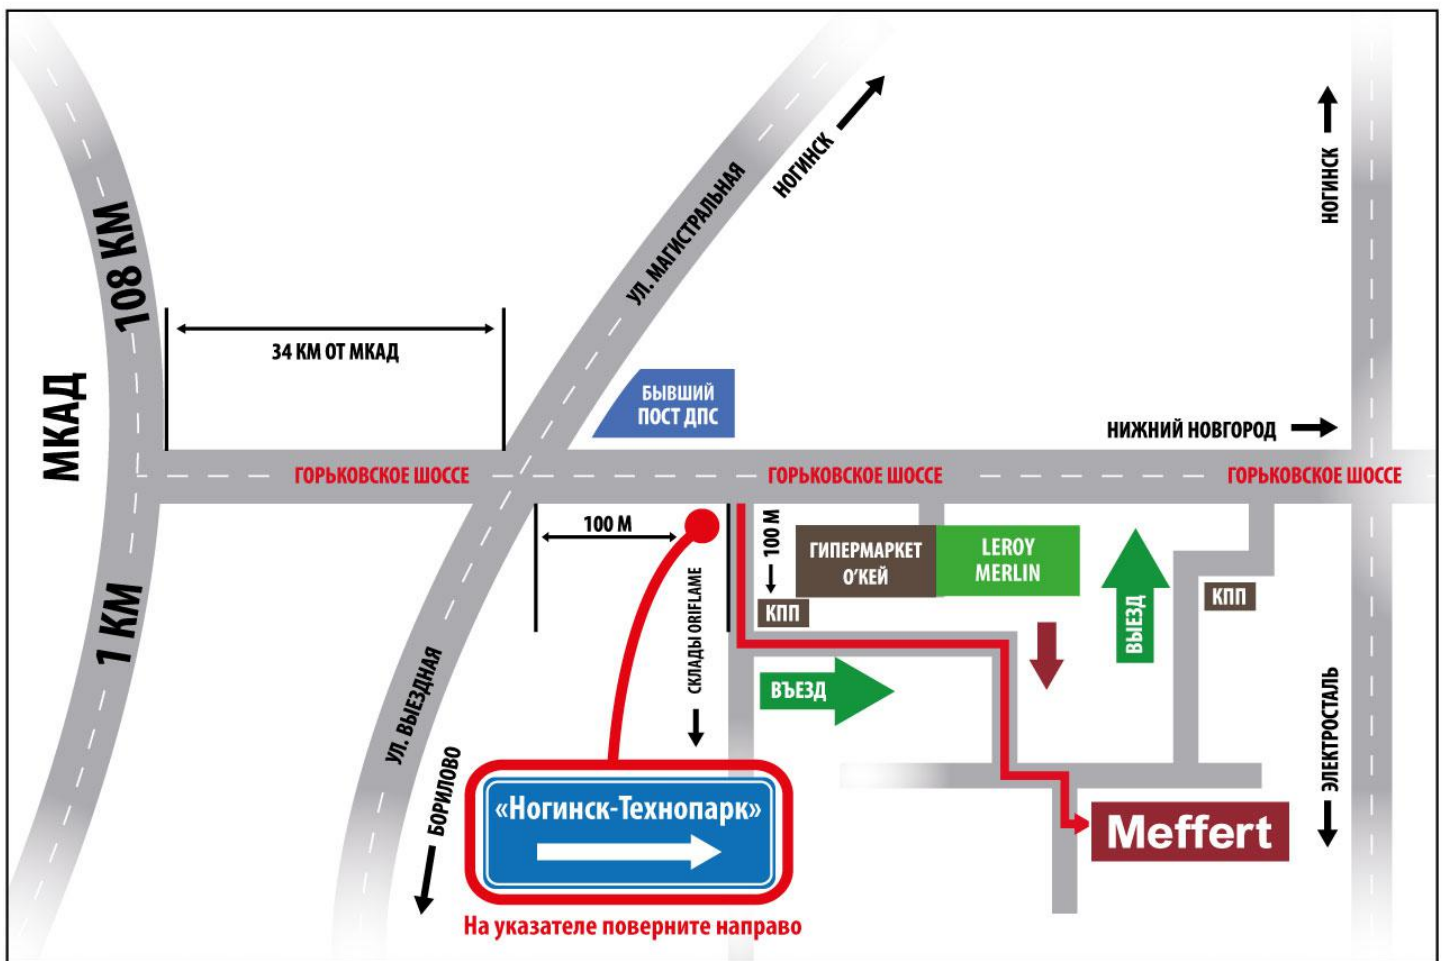 НОГИНСК
НОГИНСК
УЛ. МАГИСТРАЛЬНАЯ
108 КМ
34 КМ ОТ МКАД
МКАД
БЫВШИЙ
ПОСТ ДПС
НИЖНИЙ НОВГОРОД
ГОРЬКОВСКОЕ ШОССЕ
ГОРЬКОВСКОЕ ШОССЕ
ГОРЬКОВСКОЕ ШОССЕ
100 М
100 М
ГИПЕРМАРКЕТ
О'КЕЙ
LEROY
MERLIN
КПП
КПП
1 КМ
СКЛАДЫ ORIFLAME
ВЫЕЗД
ВЪЕЗД
УЛ. ВЫЕЗДНАЯ
БОРИЛОВО
ЭЛЕКТРОСТАЛЬ
«Ногинск-Технопарк»
Meffert
На указателе поверните направо